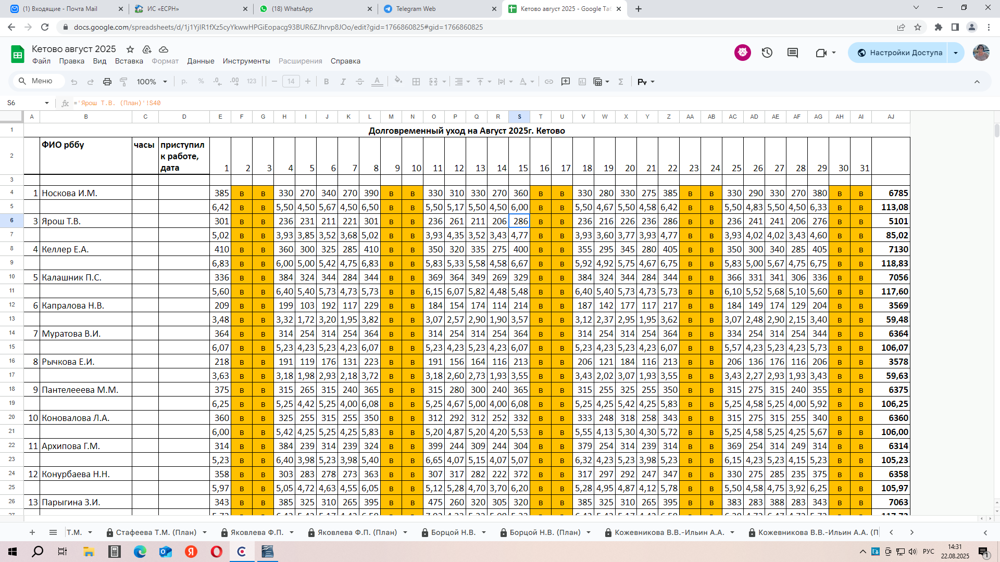 (1) Входящие - Почта Mail	ИС «ЕСРН»	(18) WhatsApp	Telegram Web	Кетово август 2025 - Google Таб
docs.google.com/spreadsheets/d/1j1YjlR1fXz5cyYkwwHPGiEopacg93BUR6ZJhrvp8JOo/edit?gid=1766860825#gid=1766860825
Кетово август 2025
Настройки Доступа
Файл Правка Вид Вставка Формат Данные Инструменты Расширения Справка
Меню 100% р. % .0 .00 123 14 B I A Σ Pγ
S6 fx ='Ярош Т.В. (План)'!S40
A B C D E F G H I J K L M N O P Q R S T U V W X Y Z AA AB AC AD AE AF AG AH AI AJ
1 Долговременный уход на Август 2025г. Кетово
2 ФИО рббу часы приступил к работе, дата 1 2 3 4 5 6 7 8 9 10 11 12 13 14 15 16 17 18 19 20 21 22 23 24 25 26 27 28 29 30 31
3
4 1 Носкова И.М. 385 в в 330 270 340 270 390 в в 330 310 330 270 360 в в 330 280 330 275 385 в в 330 290 330 270 380 в в 6785
5 6,42 в в 5,50 4,50 5,67 4,50 6,50 в в 5,50 5,17 5,50 4,50 6,00 в в 5,50 4,67 5,50 4,58 6,42 в в 5,50 4,83 5,50 4,50 6,33 в в 113,08
6 3 Ярош Т.В. 301 в в 236 231 211 221 301 в в 236 261 211 206 286 в в 236 216 226 236 286 в в 236 241 241 206 276 в в 5101
7 5,02 в в 3,93 3,85 3,52 3,68 5,02 в в 3,93 4,35 3,52 3,43 4,77 в в 3,93 3,60 3,77 3,93 4,77 в в 3,93 4,02 4,02 3,43 4,60 в в 85,02
8 4 Келлер Е.А. 410 в в 360 300 325 285 410 в в 350 320 335 275 400 в в 355 295 345 280 405 в в 350 300 340 285 405 в в 7130
9 6,83 в в 6,00 5,00 5,42 4,75 6,83 в в 5,83 5,33 5,58 4,58 6,67 в в 5,92 4,92 5,75 4,67 6,75 в в 5,83 5,00 5,67 4,75 6,75 в в 118,83
10 5 Калашник П.С. 336 в в 384 324 344 284 344 в в 369 364 349 269 329 в в 384 324 344 284 344 в в 366 331 341 306 336 в в 7056
11 5,60 в в 6,40 5,40 5,73 4,73 5,73 в в 6,15 6,07 5,82 4,48 5,48 в в 6,40 5,40 5,73 4,73 5,73 в в 6,10 5,52 5,68 5,10 5,60 в в 117,60
12 6 Капралова Н.В. 209 в в 199 103 192 117 229 в в 184 154 174 114 214 в в 187 142 177 117 217 в в 184 149 174 129 204 в в 3569
13 3,48 в в 3,32 1,72 3,20 1,95 3,82 в в 3,07 2,57 2,90 1,90 3,57 в в 3,12 2,37 2,95 1,95 3,62 в в 3,07 2,48 2,90 2,15 3,40 в в 59,48
14 7 Муратова В.И. 364 в в 314 254 314 254 364 в в 314 254 314 254 364 в в 314 254 314 254 364 в в 334 254 314 254 344 в в 6364
15 6,07 в в 5,23 4,23 5,23 4,23 6,07 в в 5,23 4,23 5,23 4,23 6,07 в в 5,23 4,23 5,23 4,23 6,07 в в 5,57 4,23 5,23 4,23 5,73 в в 106,07
16 8 Рычкова Е.И. 218 в в 191 119 176 131 223 в в 191 156 164 116 213 в в 206 121 184 116 213 в в 206 136 176 116 206 в в 3578
17 3,63 в в 3,18 1,98 2,93 2,18 3,72 в в 3,18 2,60 2,73 1,93 3,55 в в 3,43 2,02 3,07 1,93 3,55 в в 3,43 2,27 2,93 1,93 3,43 в в 59,63
18 9 Пантелееева М.М. 375 в в 315 265 315 240 365 в в 315 280 300 240 365 в в 315 255 325 255 350 в в 315 275 315 240 355 в в 6375
19 6,25 в в 5,25 4,42 5,25 4,00 6,08 в в 5,25 4,67 5,00 4,00 6,08 в в 5,25 4,25 5,42 4,25 5,83 в в 5,25 4,58 5,25 4,00 5,92 в в 106,25
20 10 Коновалова Л.А. 360 в в 325 255 315 255 350 в в 312 292 312 252 332 в в 333 248 318 258 343 в в 315 275 315 255 340 в в 6360
21 6,00 в в 5,42 4,25 5,25 4,25 5,83 в в 5,20 4,87 5,20 4,20 5,53 в в 5,55 4,13 5,30 4,30 5,72 в в 5,25 4,58 5,25 4,25 5,67 в в 106,00
22 11 Архипова Г.М. 314 в в 384 239 314 239 324 в в 399 244 309 244 304 в в 379 254 314 239 314 в в 369 254 314 249 314 в в 6314
23 5,23 в в 6,40 3,98 5,23 3,98 5,40 в в 6,65 4,07 5,15 4,07 5,07 в в 6,32 4,23 5,23 3,98 5,23 в в 6,15 4,23 5,23 4,15 5,23 в в 105,23
24 12 Конурбаева Н.Н. 358 в в 303 283 278 273 363 в в 307 317 282 222 372 в в 317 297 292 247 347 в в 330 275 285 235 375 в в 6358
25 5,97 в в 5,05 4,72 4,63 4,55 6,05 в в 5,12 5,28 4,70 3,70 6,20 в в 5,28 4,95 4,87 4,12 5,78 в в 5,50 4,58 4,75 3,92 6,25 в в 105,97
26 13 Парыгина З.И. 343 в в 385 325 310 265 395 в в 475 260 320 305 320 в в 385 325 310 265 395 в в 383 283 388 283 343 в в 7063
Т.М. Стафеева Т.М. (План) Яковлева Ф.П. Яковлева Ф.П. (План) Борцой Н.В. Борцой Н.В. (План) Кожевникова В.В.-Ильин А.А. Кожевникова В.В.-Ильин А.А. (П
РУС 14:31
22.08.2025 1